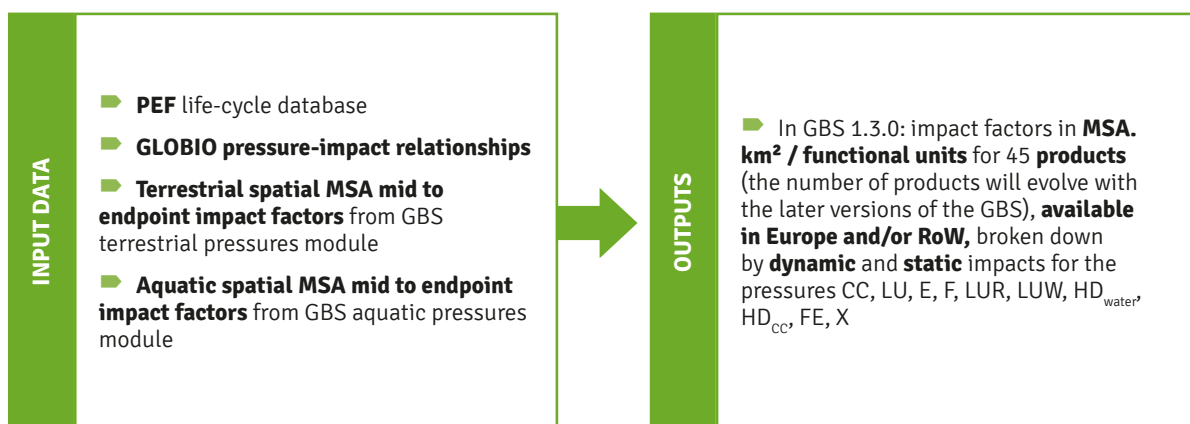 INPUT DATA
PEF life-cycle database
GLOBIO pressure-impact relationships
Terrestrial spatial MSA mid to
endpoint impact factors from GBS
terrestrial pressures module
Aquatic spatial MSA mid to endpoint
impact factors from GBS aquatic pressures
module
OUTPUTS
In GBS 1.3.0: impact factors in MSA.
km² / functional units for 45 products
(the number of products will evolve with
the later versions of the GBS), available
in Europe and/or RoW, broken down
by dynamic and static impacts for the
pressures CC, LU, E, F, LUR, LUW, HD_water,
HD_CC, FE, X